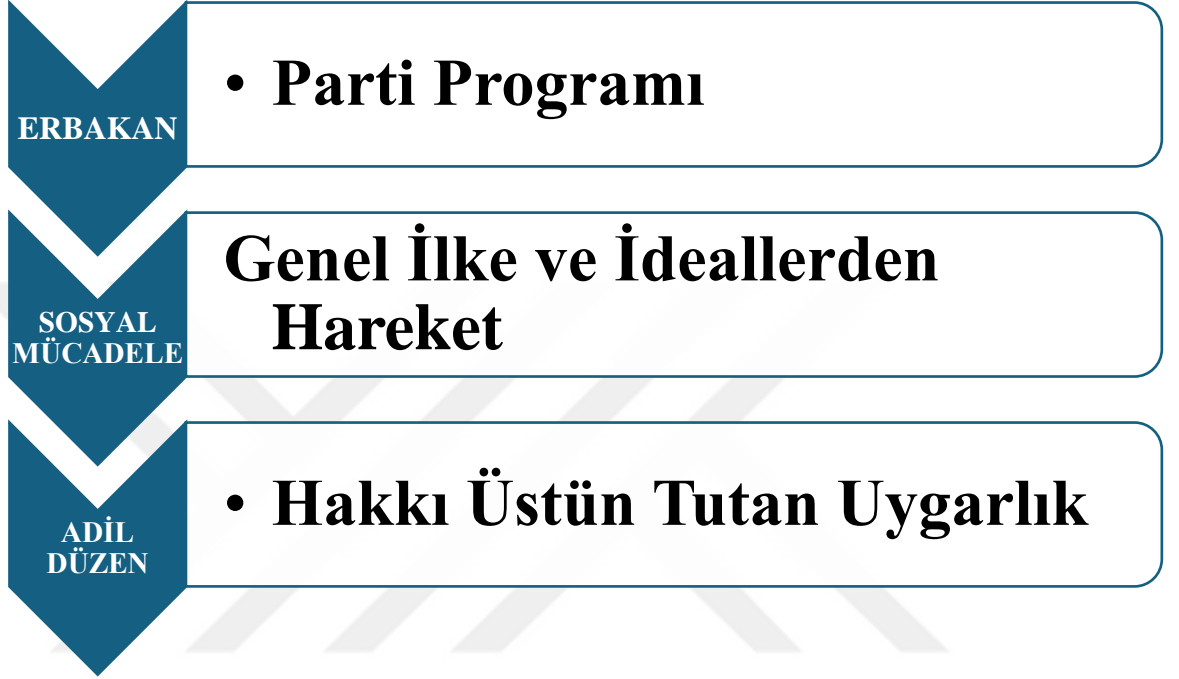 ERBAKAN
• Parti Programı
SOSYAL
MÜCADELE
Genel İlke ve İdeallerden
Hareket
ADİL
DÜZEN
• Hakkı Üstün Tutan Uygarlık